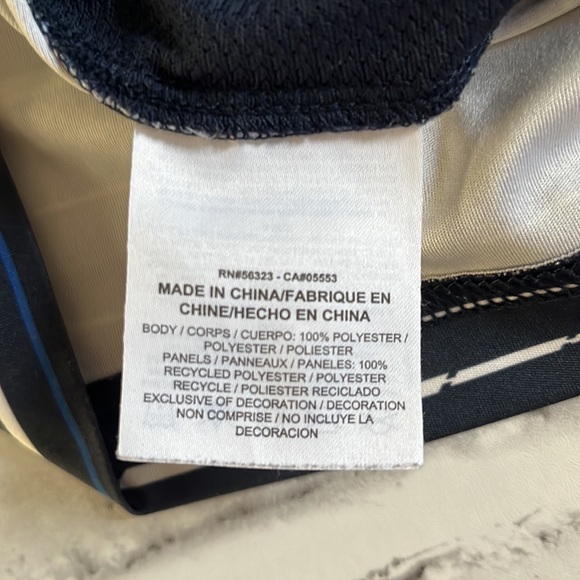 RN#56323 - CA#05553
MADE IN CHINA/FABRIQUE EN
CHINE/HECHO EN CHINA
BODY / CORPS / CUERPO: 100% POLYESTER /
POLYESTER / POLIESTER
PANELS / PANNEAUX / PANELES: 100%
RECYCLED POLYESTER / POLYESTER
RECYCLE / POLIESTER RECICLADO
EXCLUSIVE OF DECORATION / DECORATION
NON COMPRISE / NO INCLUYE LA
DECORACION